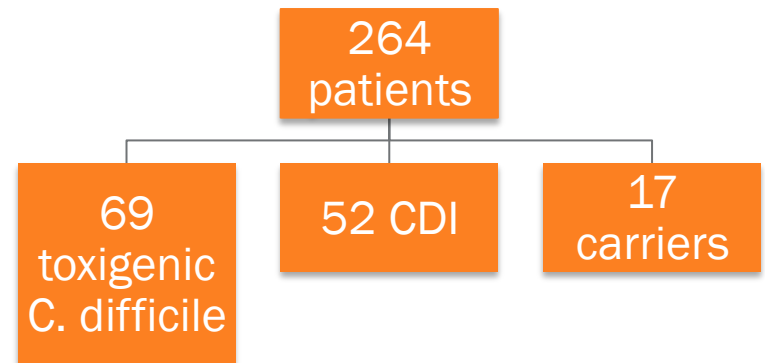 264
patients
69
toxigenic
C. difficile
52 CDI
17
carriers